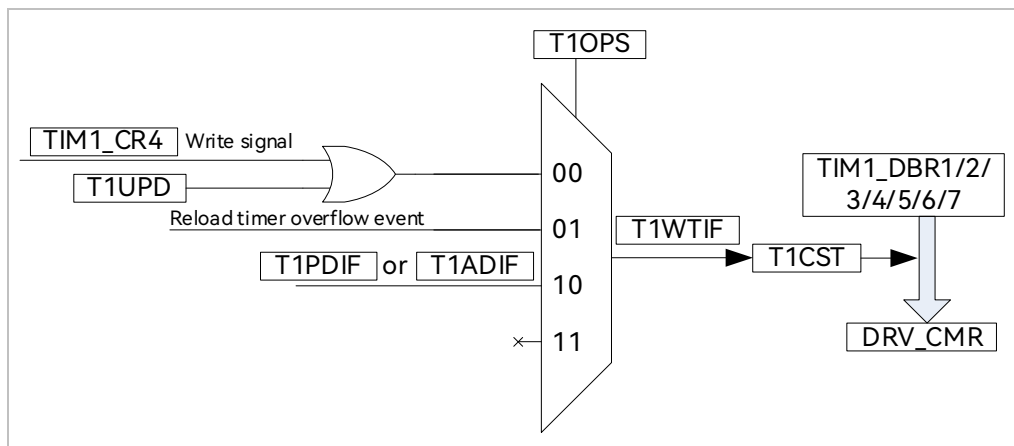 T1OPS
TIM1_CR4 Write signal
T1UPD
00
Reload timer overflow event
01
T1PDIF or T1ADIF
10
11
T1WTIF
T1CST
TIM1_DBR1/2/
3/4/5/6/7
DRV_CMR